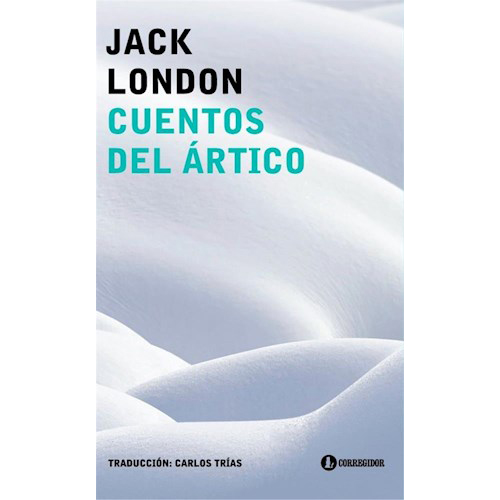 JACK
LONDON
CUENTOS
DEL ÁRTICO
TRADUCCIÓN: CARLOS TRÍAS
CORREGIDOR